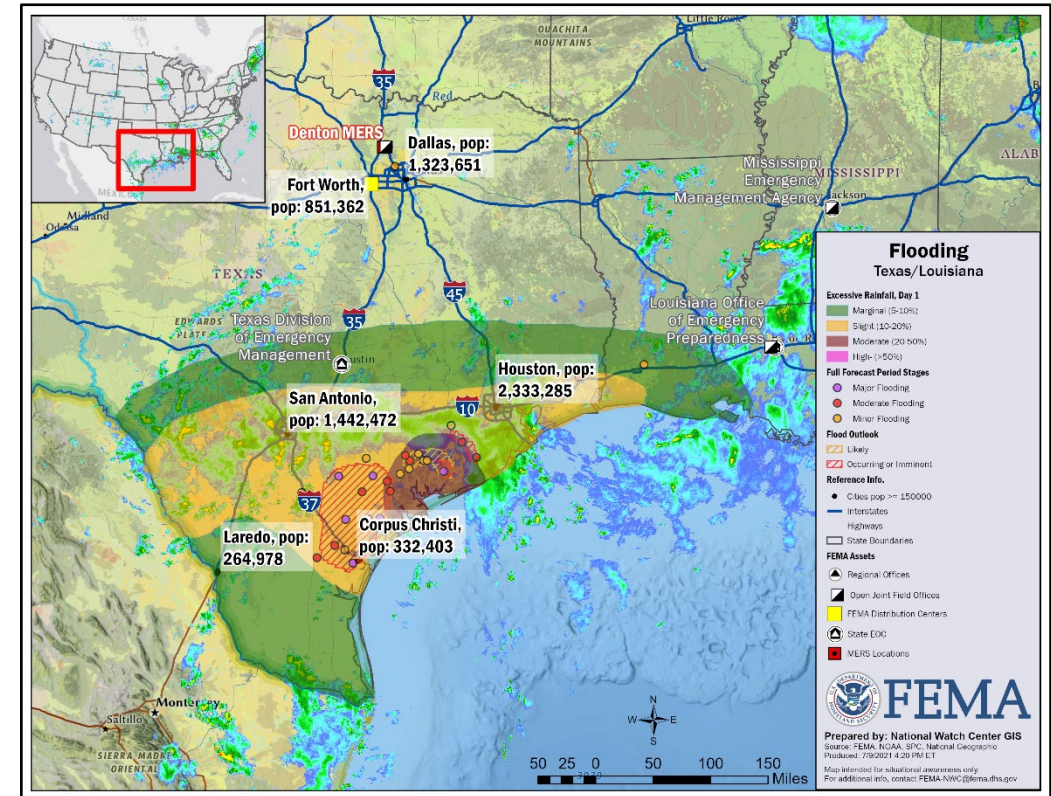 OUACHITA
MOUNTAINS
Little Rock
35
Red
Denton MERS
Dallas, pop:
1,323,651
Fort Worth,
pop: 851,362
Mississippi
Emergency
Management Agency
MISSISSIPPI
Jackson
ALAB
MEXICO
Midland
Odessa
TEXAS
45
35
EDWARDS
PLATEAU
Texas Division
of Emergency
Management
Austin
Louisiana Office
of Emergency
Preparedness
Houston, pop:
2,333,285
San Antonio,
pop: 1,442,472
10
37
Corpus Christi,
pop: 332,403
Laredo, pop:
264,978
Monterrey
Saltillo
SIERRA MADRE
ORIENTAL
N
W E
S
50 25 0 50 100 150
Miles
Flooding
Texas/Louisiana
Excessive Rainfall, Day 1
Marginal (5-10%)
Slight (10-20%)
Moderate (20-50%)
High- (>50%)
Full Forecast Period Stages
Major Flooding
Moderate Flooding
Minor Flooding
Flood Outlook
Likely
Occurring or Imminent
Reference Info.
Cities pop >= 150000
Interstates
Highways
State Boundaries
FEMA Assets
Regional Offices
Open Joint Field Offices
FEMA Distribution Centers
State EOC
MERS Locations
FEMA
Prepared by: National Watch Center GIS
Source: FEMA, NOAA, SPC, National Geographic
Produced: 7/9/2021 4:20 PM ET
Map intended for situational awareness only.
For additional info, contact FEMA-NWC@fema.dhs.gov